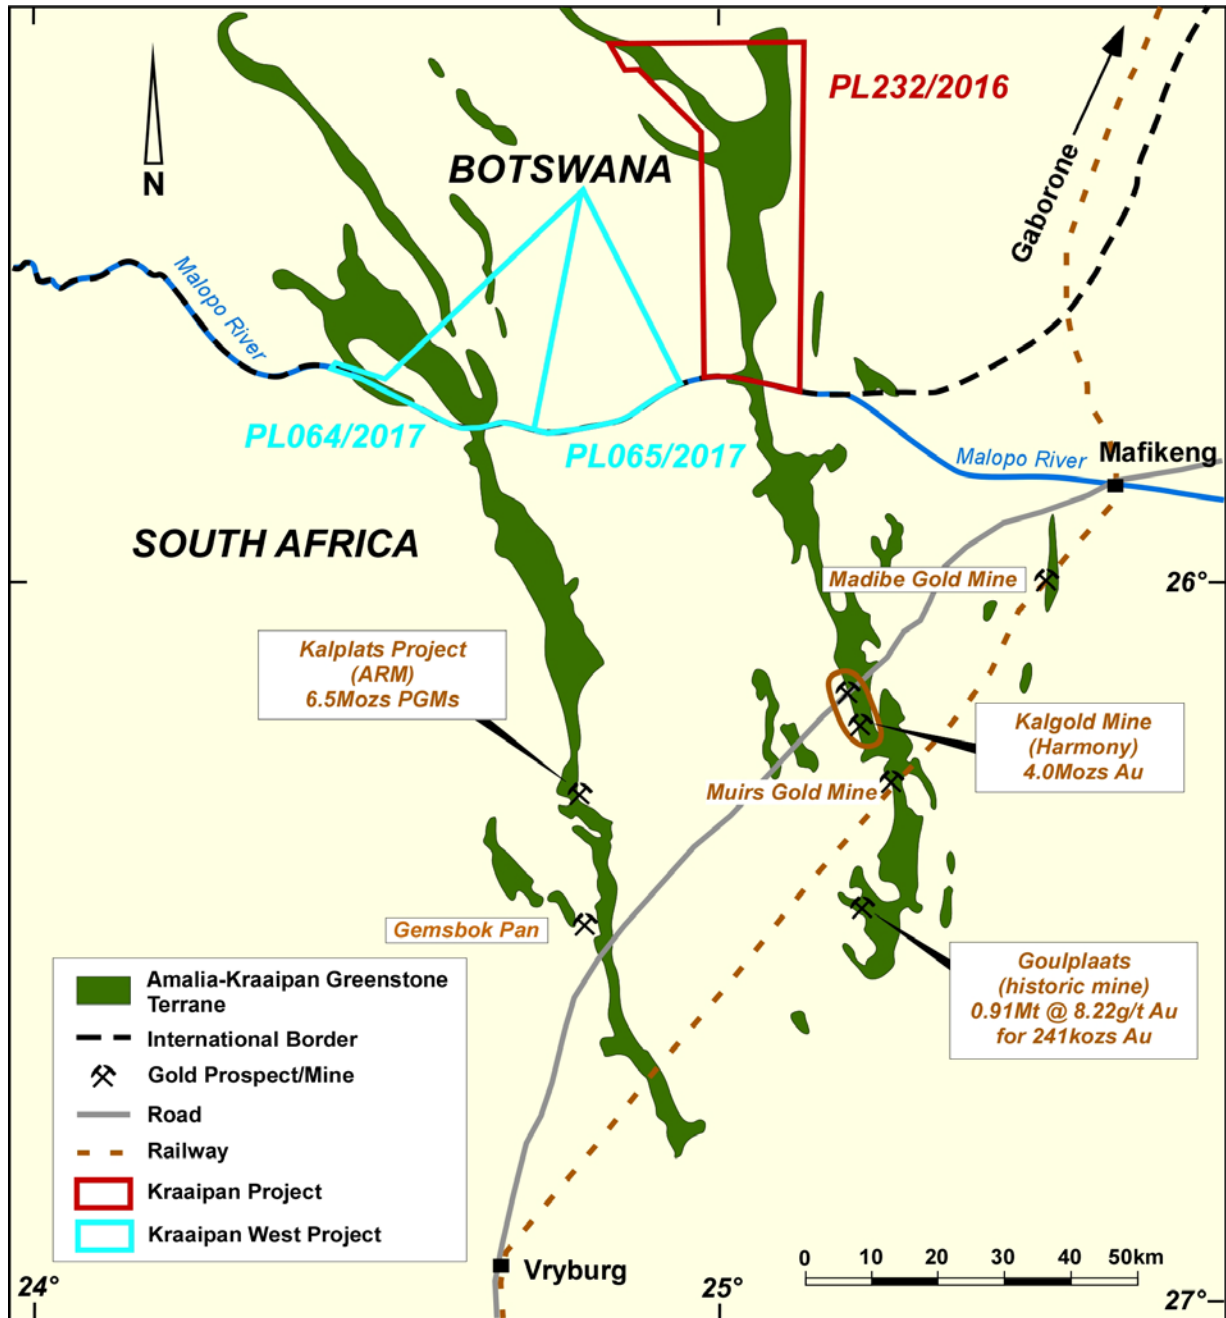 PL232/2016
BOTSWANA
N
Gaborone
Malopo River
PL064/2017
PL065/2017
Malopo River
Mafikeng
SOUTH AFRICA
Madibe Gold Mine
26°
Kalplats Project
(ARM)
6.5Mozs PGMs
Kalgold Mine
(Harmony)
4.0Mozs Au
Muirs Gold Mine
Gemsbok Pan
Goulplaats
(historic mine)
0.91Mt @ 8.22g/t Au
for 241kozs Au
Amalia-Kraaipan Greenstone
Terrane
International Border
Gold Prospect/Mine
Road
Railway
Kraaipan Project
Kraaipan West Project
Vryburg
0 10 20 30 40 50km
24°
25°
27°